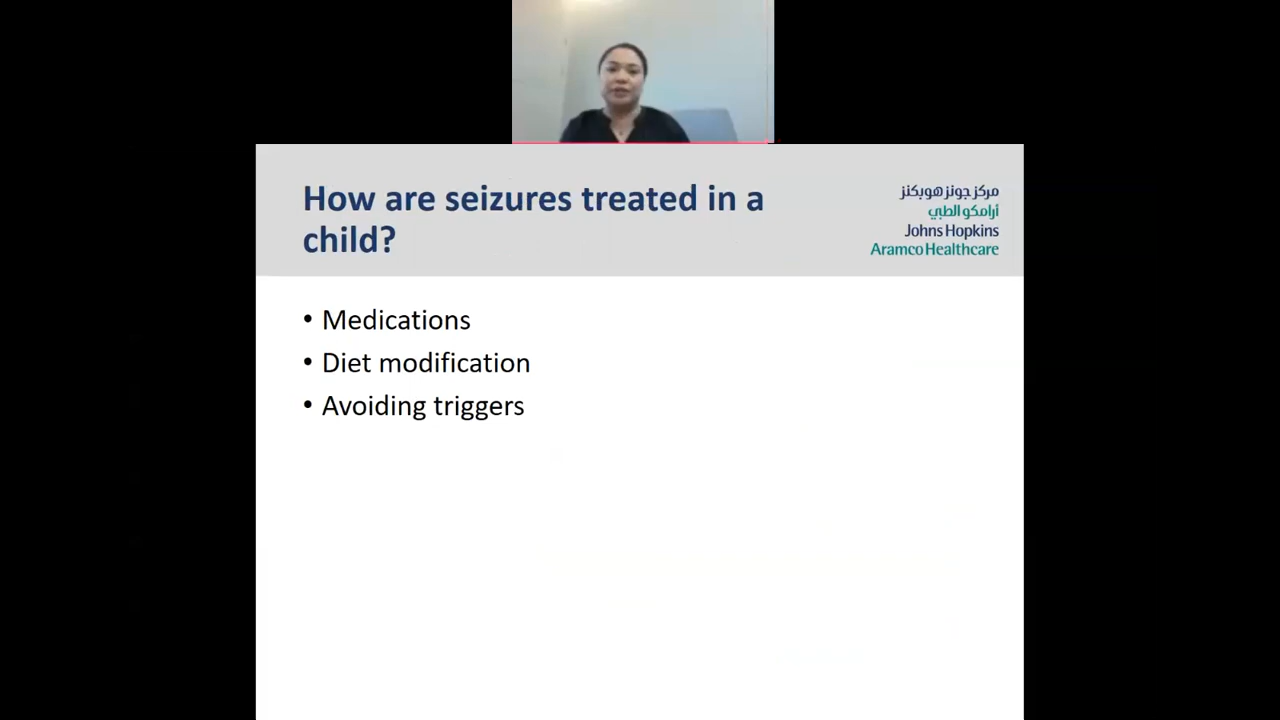 How are seizures treated in a
child?
مركز جونز هوبكنز
أرامكو الطبي
Johns Hopkins
Aramco Healthcare
• Medications
• Diet modification
• Avoiding triggers